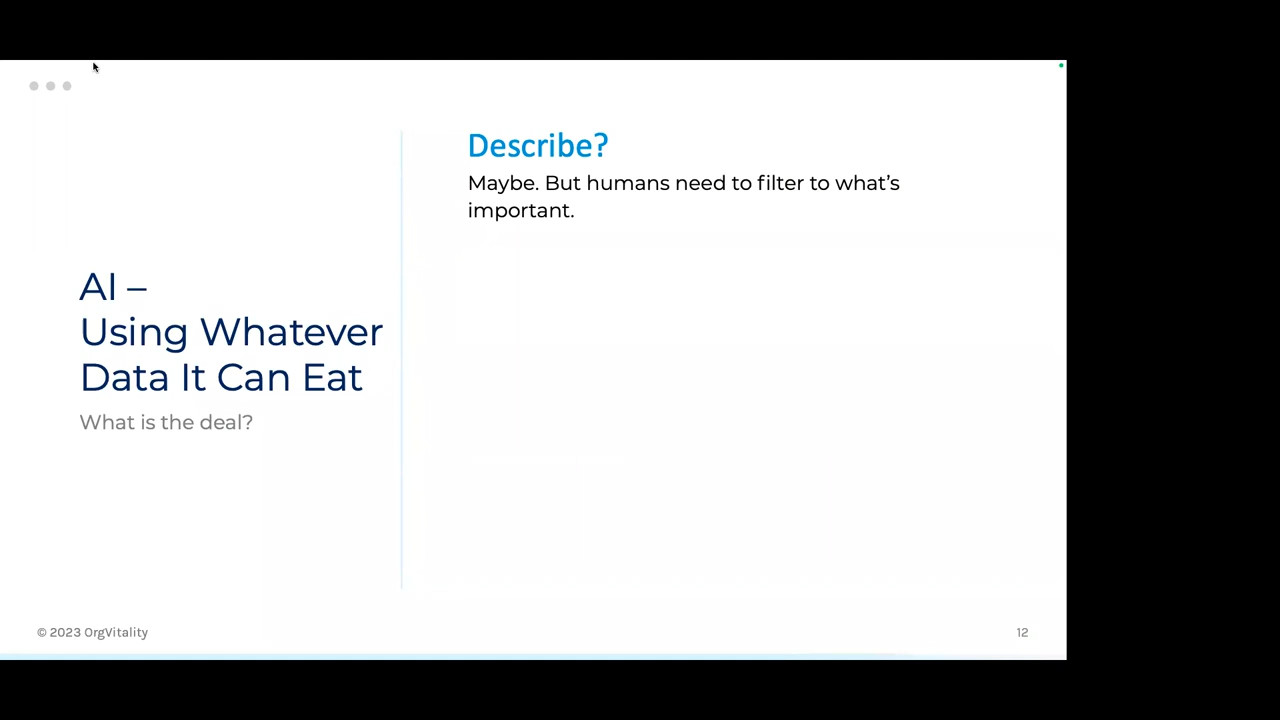 AI –
Using Whatever
Data It Can Eat
What is the deal?
Describe?
Maybe. But humans need to filter to what’s
important.
© 2023 OrgVitality
12